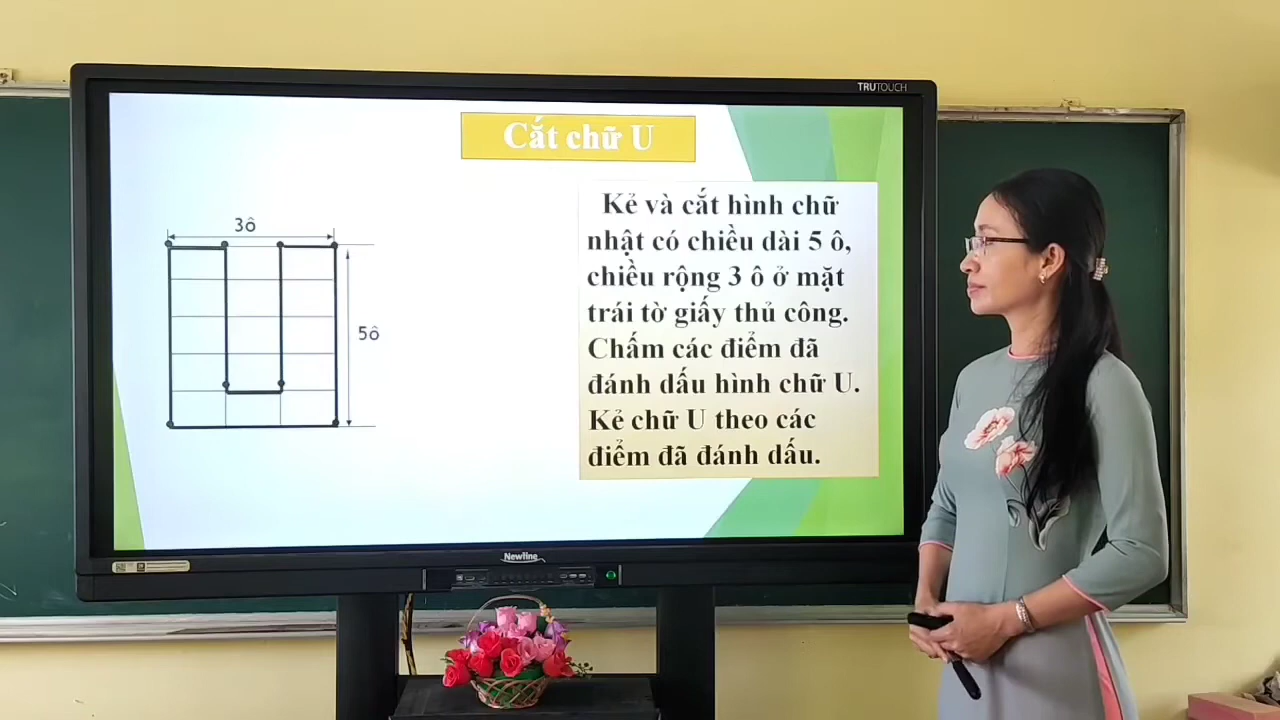 TRUTOUCH
Cắt chữ U
3ô
5ô
Kẻ và cắt hình chữ
nhật có chiều dài 5 ô,
chiều rộng 3 ô ở mặt
trái tờ giấy thủ công.
Chấm các điểm đã
đánh dấu hình chữ U.
Kẻ chữ U theo các
điểm đã đánh dấu.
Newline